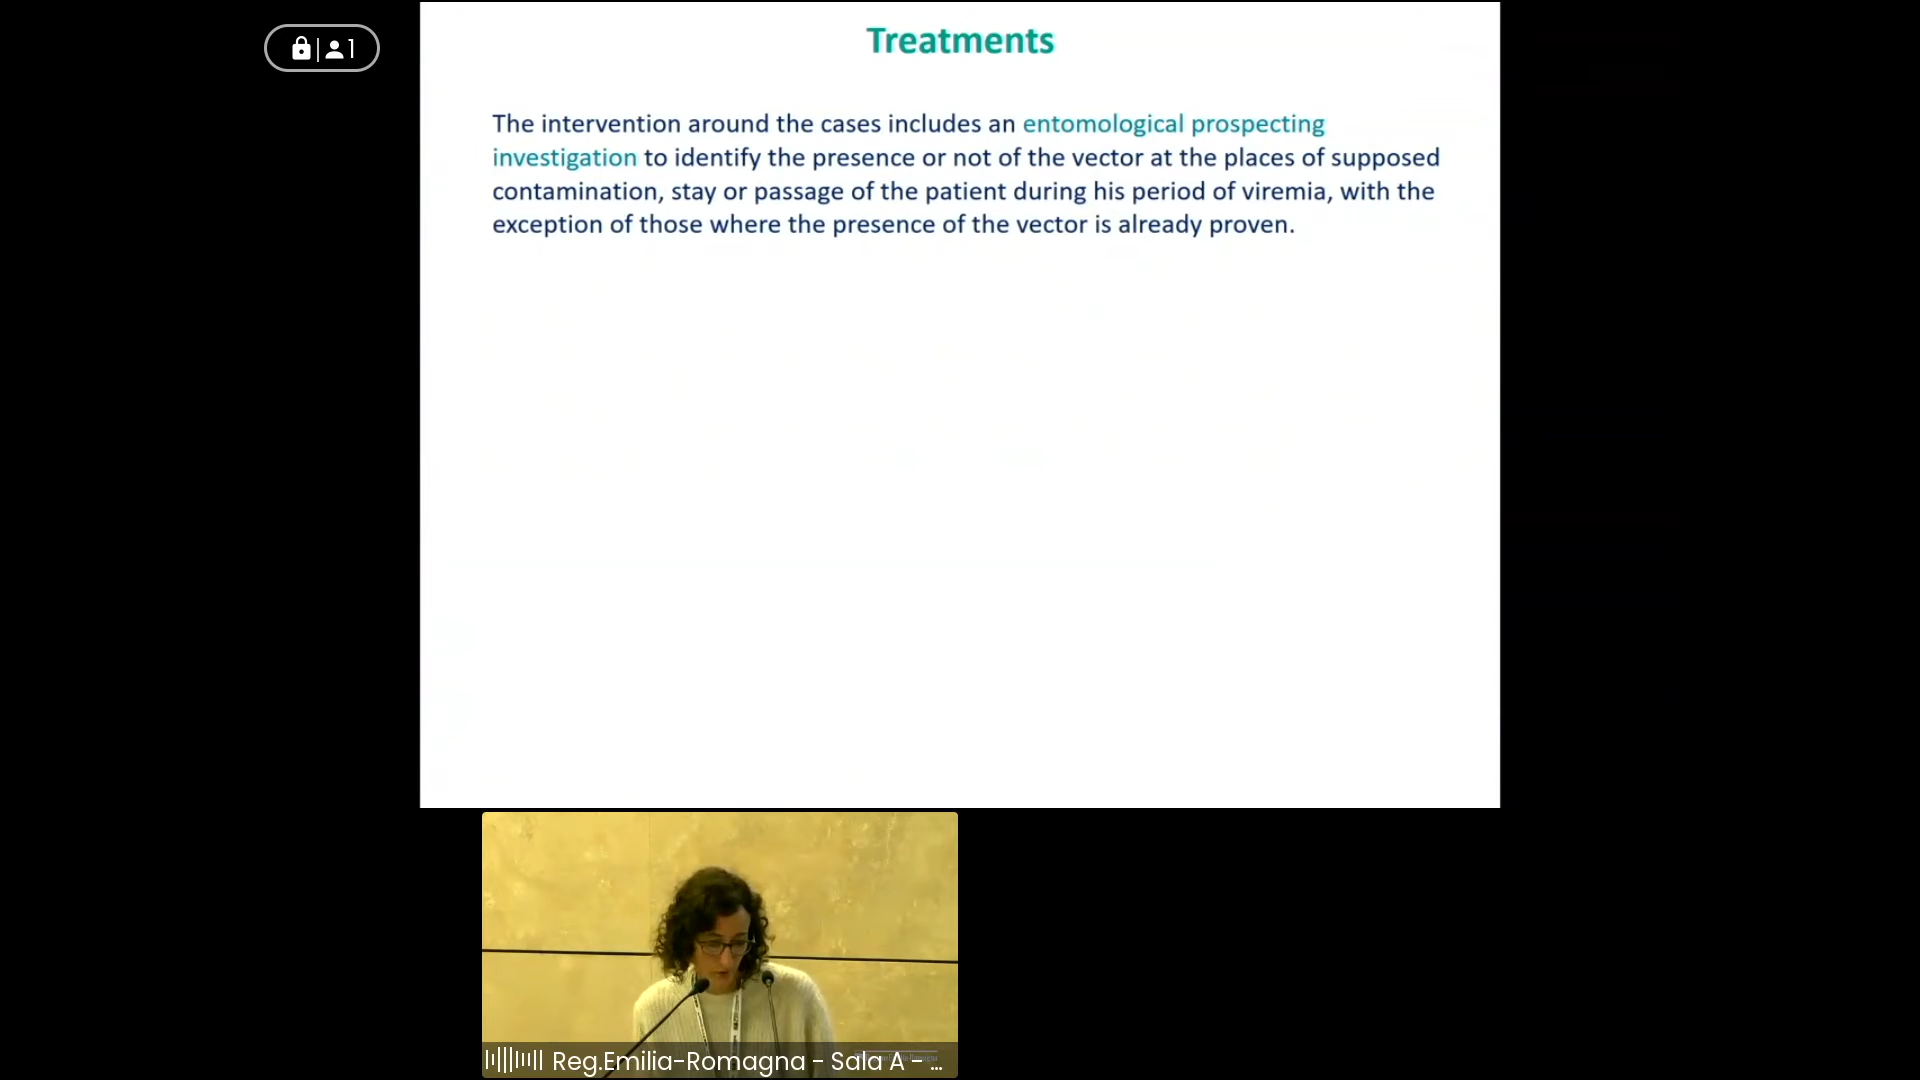 1
Treatments
The intervention around the cases includes an entomological prospecting
investigation to identify the presence or not of the vector at the places of supposed
contamination, stay or passage of the patient during his period of viremia, with the
exception of those where the presence of the vector is already proven.
Reg.Emilia-Romagna - Sala A - ...